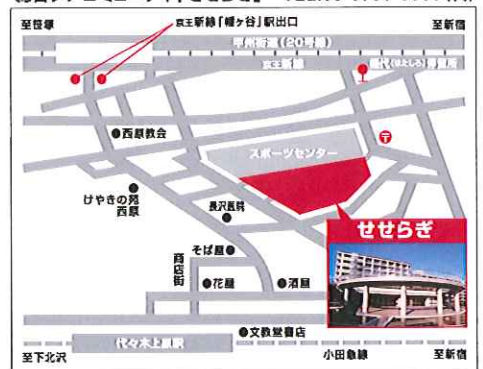 至笹塚
京王新線「幡ヶ谷」駅出口
至新宿
甲州街道(20号線)
京王新線
幡代(はたしろ)停留所
西原教会
スポーツセンター
けやきの苑
西原
長沢医院
せせらぎ
そば屋
商店街
花屋
酒屋
文教堂書店
代々木上原駅
至下北沢
小田急線
至新宿